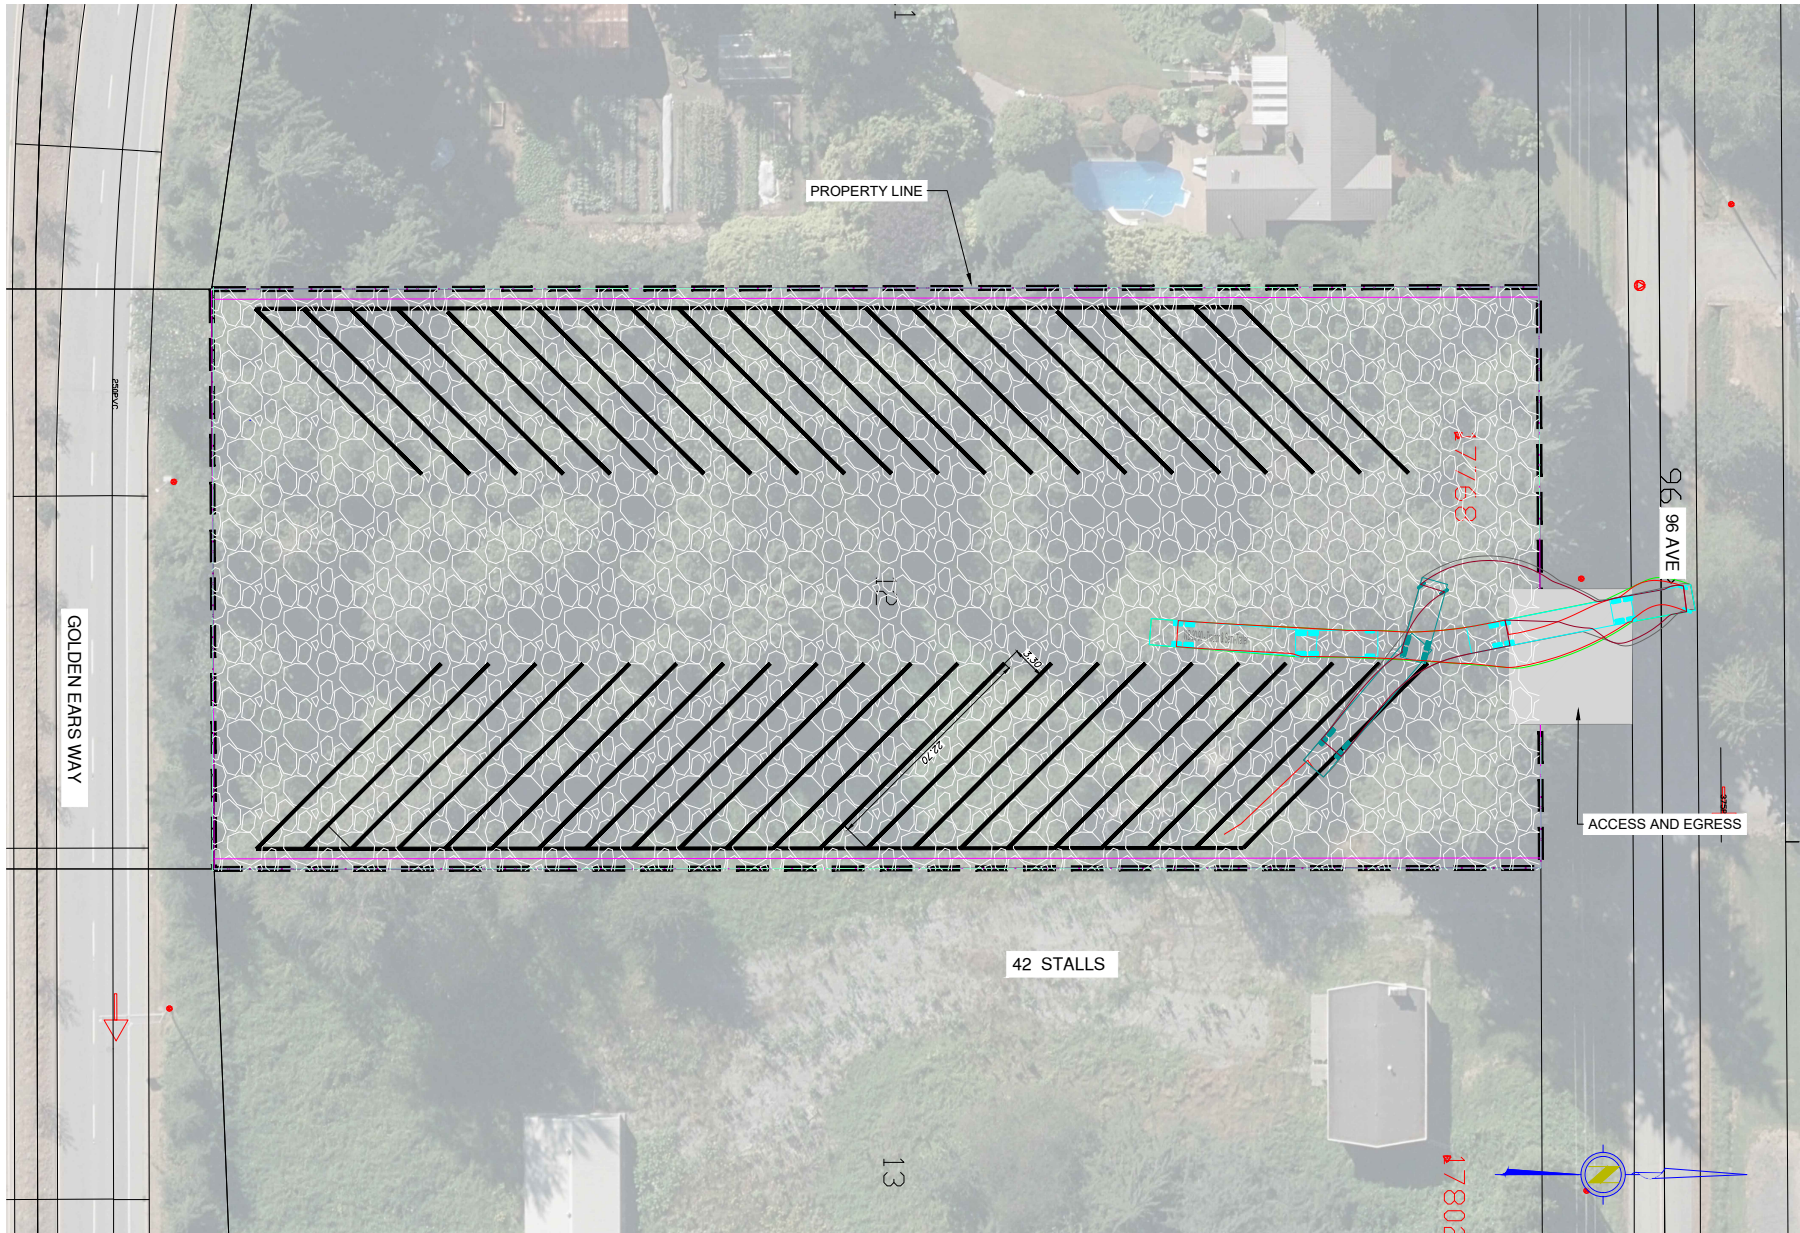 PROPERTY LINE
250PVC
17768
96
96 AVE
12
3.30
22.70
GOLDEN EARS WAY
ACCESS AND EGRESS
42 STALLS
13
N